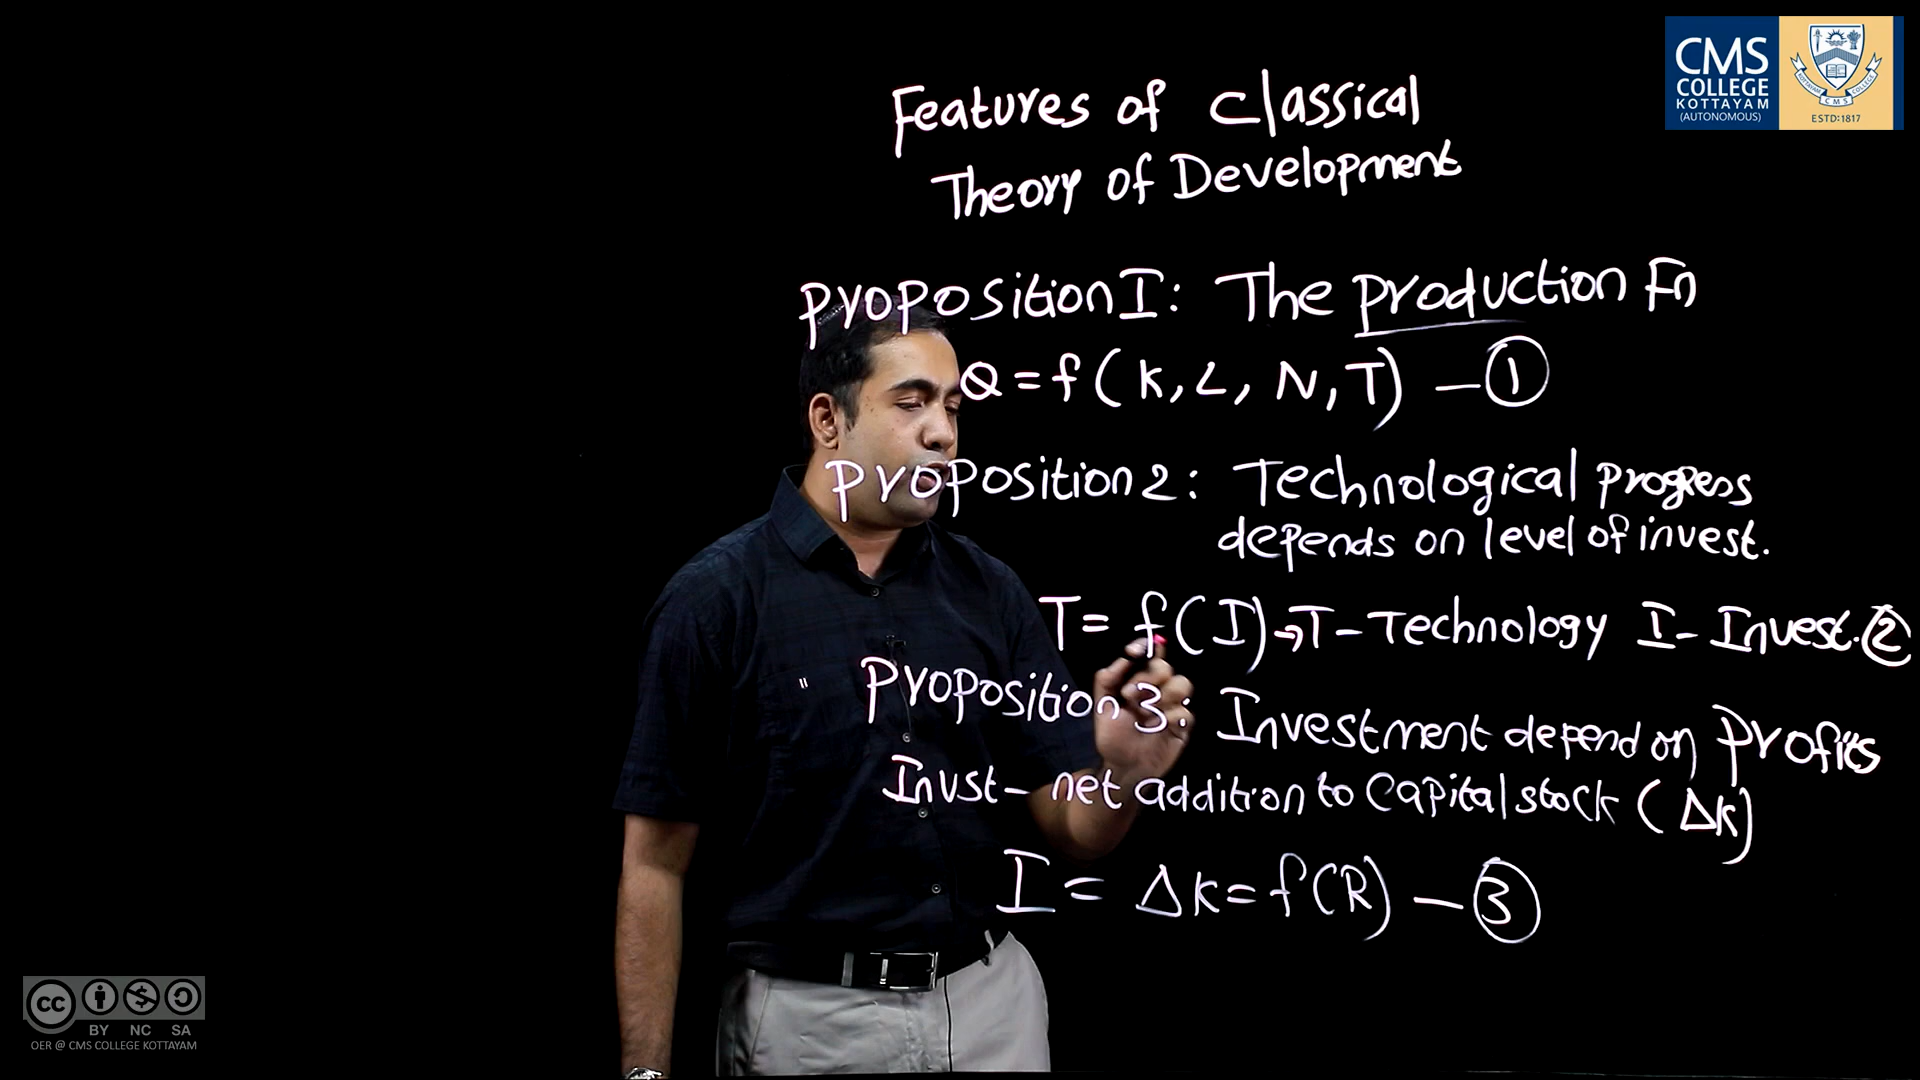 CMS
COLLEGE
KOTTAYAM
(AUTONOMOUS)
CMS
ESTD:1817
Features of classical
Theory of Development
Proposition I: The production Fn
Q = f (K, L, N, T) — 1
Proposition 2: Technological progress
depends on level of invest.
T = f (I) → T - Technology I - Invest. 2
Proposition 3: Investment depend on profits
Invst - net addition to capital stock (Δk)
I = Δk = f (R) — 3
cc
BY NC SA
OER @ CMS COLLEGE KOTTAYAM